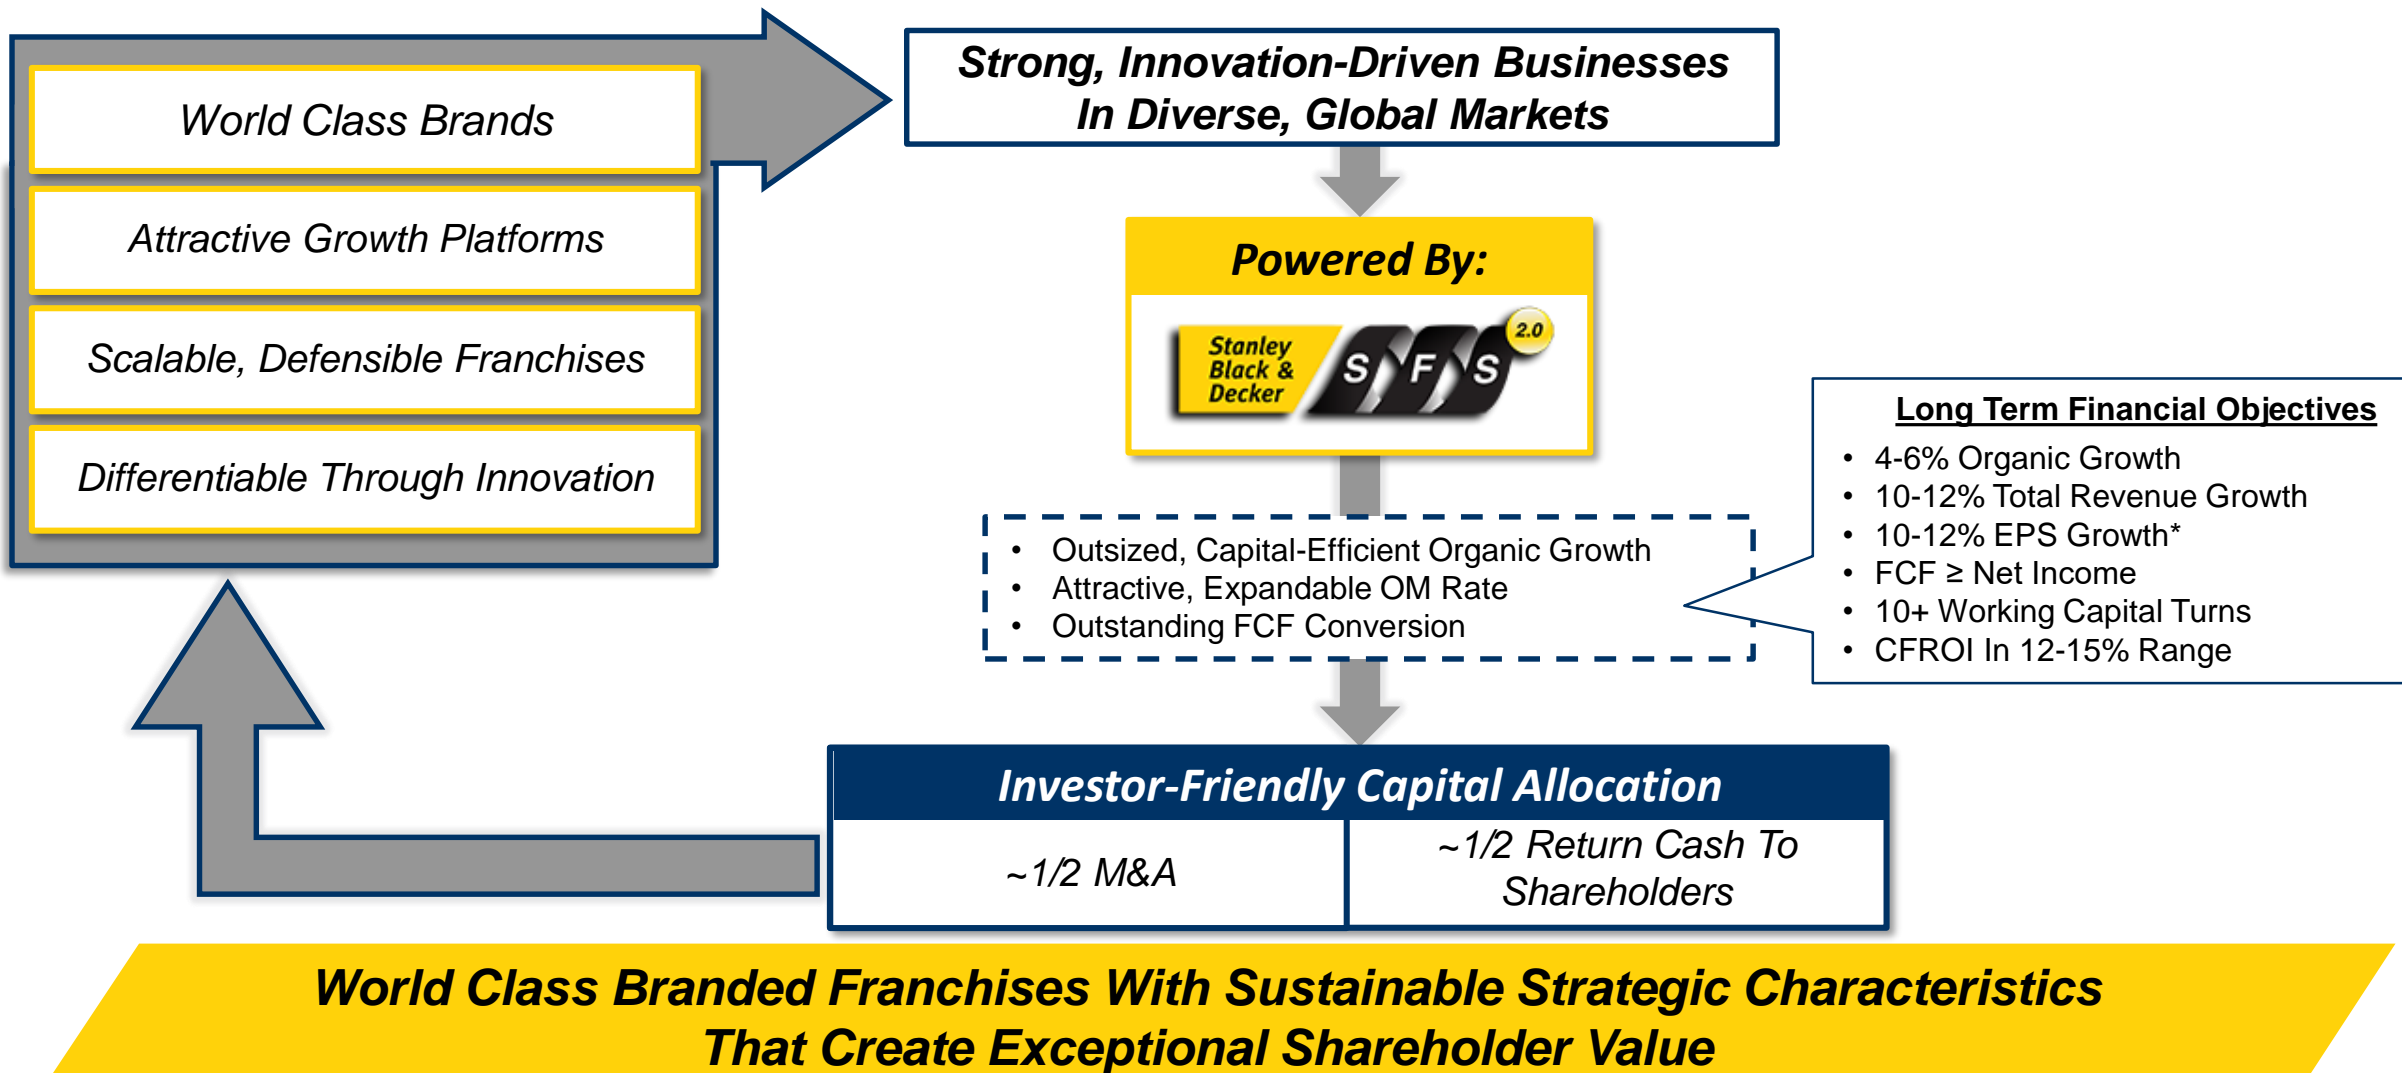 World Class Brands
Attractive Growth Platforms
Scalable, Defensible Franchises
Differentiable Through Innovation
Strong, Innovation-Driven Businesses
In Diverse, Global Markets
Powered By:
Stanley
Black &
Decker
SFS
2.0
• Outsized, Capital-Efficient Organic Growth
• Attractive, Expandable OM Rate
• Outstanding FCF Conversion
Long Term Financial Objectives
• 4-6% Organic Growth
• 10-12% Total Revenue Growth
• 10-12% EPS Growth*
• FCF ≥ Net Income
• 10+ Working Capital Turns
• CFROI In 12-15% Range
Investor-Friendly Capital Allocation
~1/2 M&A
~1/2 Return Cash To
Shareholders
World Class Branded Franchises With Sustainable Strategic Characteristics
That Create Exceptional Shareholder Value